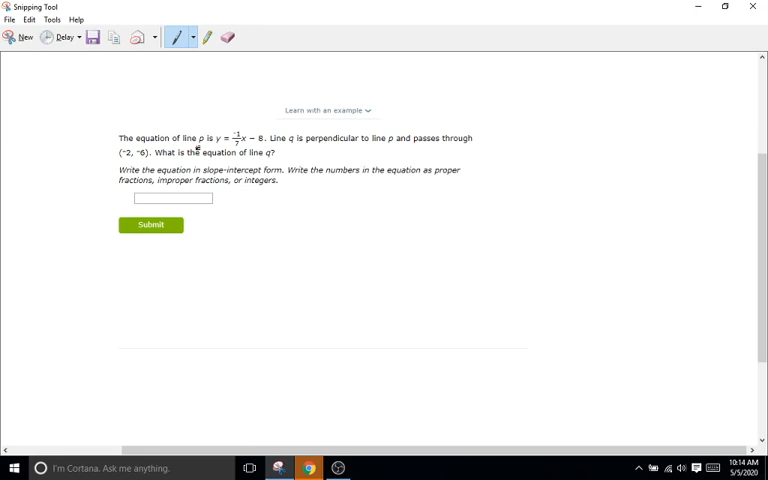 Snipping Tool
File Edit Tools Help
New Delay
Learn with an example
The equation of line p is y = -1/7 x − 8. Line q is perpendicular to line p and passes through
(-2, -6). What is the equation of line q?
Write the equation in slope-intercept form. Write the numbers in the equation as proper
fractions, improper fractions, or integers.
Submit
I'm Cortana. Ask me anything.
10:14 AM
5/5/2020